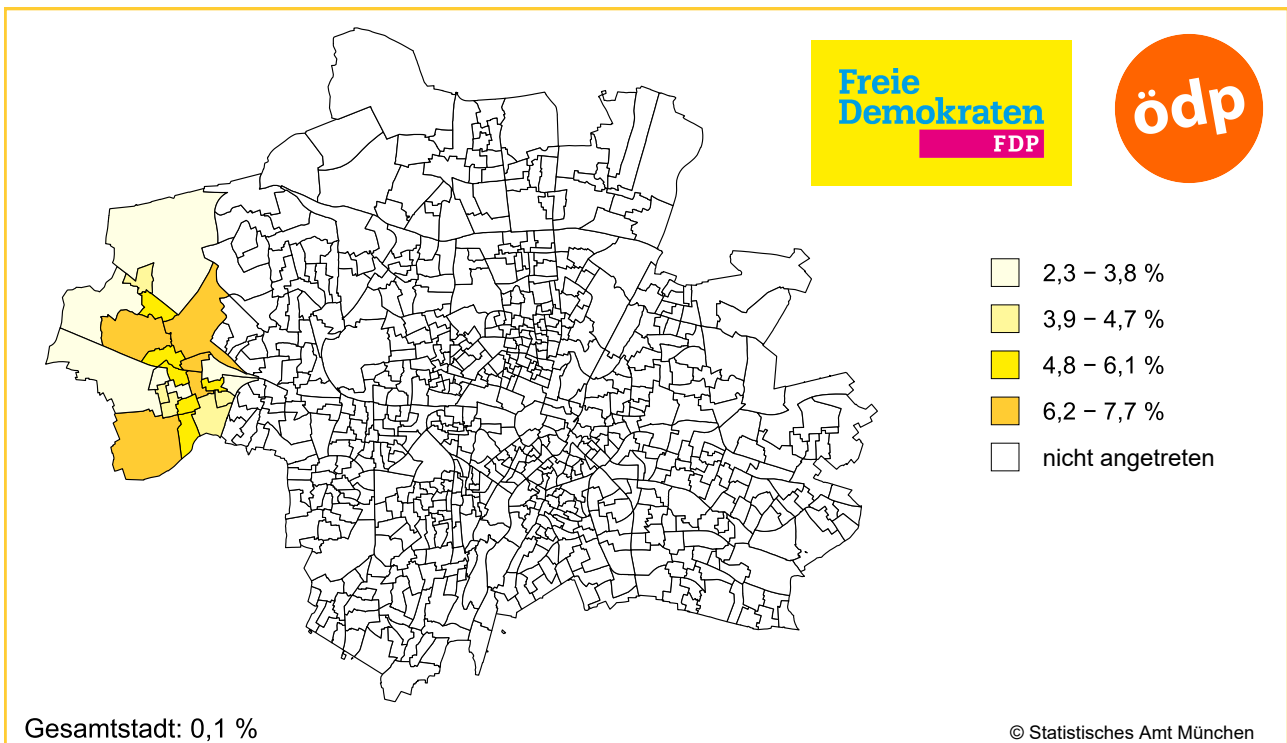 Freie
Demokraten
FDP
ödp
2,3 – 3,8 %
3,9 – 4,7 %
4,8 – 6,1 %
6,2 – 7,7 %
nicht angetreten
Gesamtstadt: 0,1 %
© Statistisches Amt München